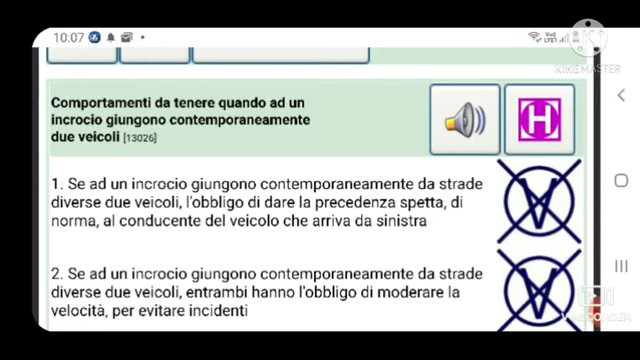 10:07
KINEMASTER
Comportamenti da tenere quando ad un
incrocio giungono contemporaneamente
due veicoli [13026]
H
1. Se ad un incrocio giungono contemporaneamente da strade
diverse due veicoli, l'obbligo di dare la precedenza spetta, di
norma, al conducente del veicolo che arriva da sinistra
V
2. Se ad un incrocio giungono contemporaneamente da strade
diverse due veicoli, entrambi hanno l'obbligo di moderare la
velocità, per evitare incidenti
V